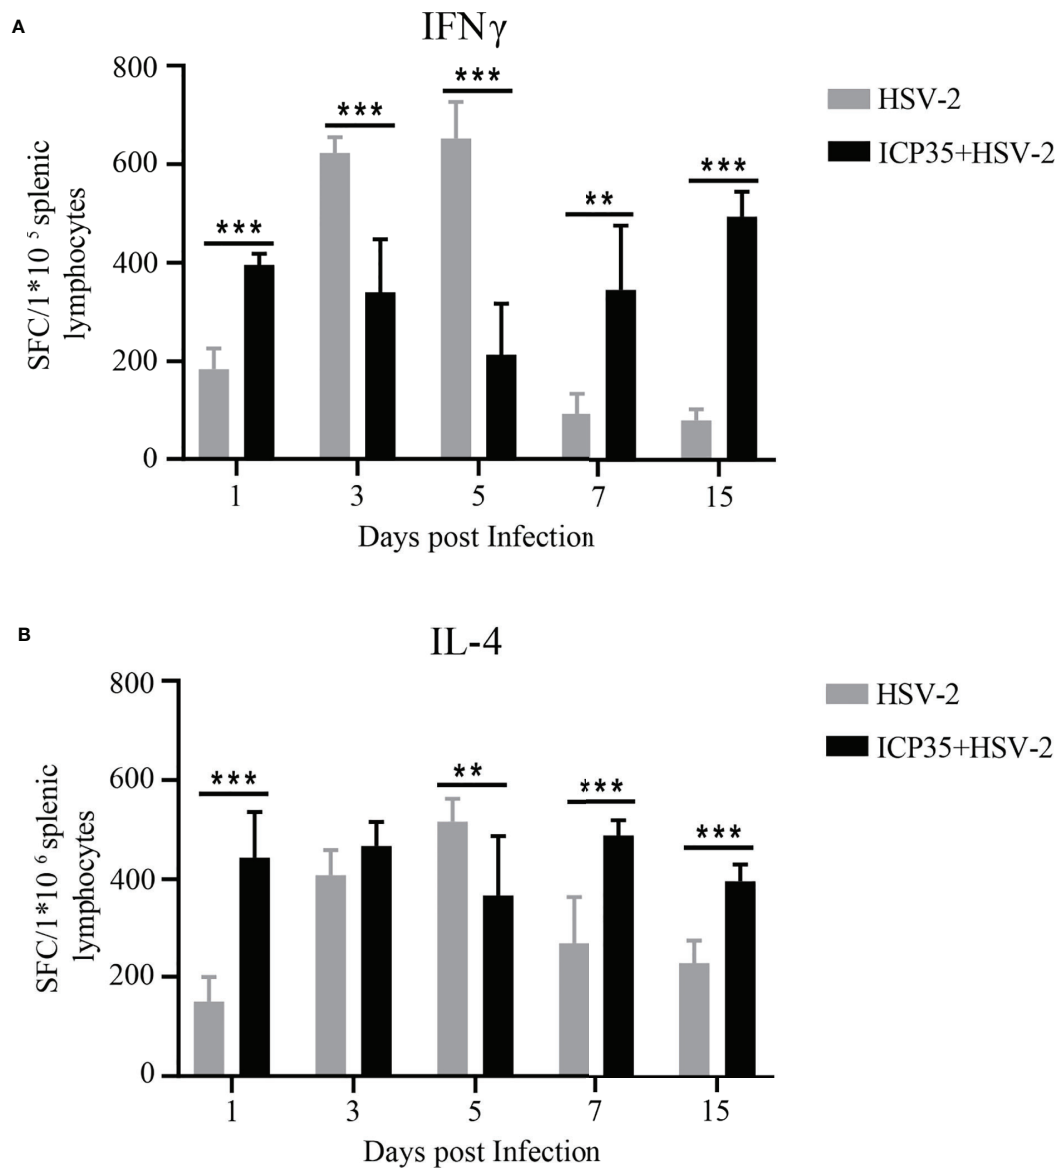 A
IFNγ
HSV-2
ICP35+HSV-2
SFC/1*10 5 splenic
lymphocytes
800
600
400
200
0
***
***
***
**
***
1 3 5 7 15
Days post Infection
B
IL-4
HSV-2
ICP35+HSV-2
SFC/1*10 6 splenic
lymphocytes
800
600
400
200
0
***
**
***
***
1 3 5 7 15
Days post Infection